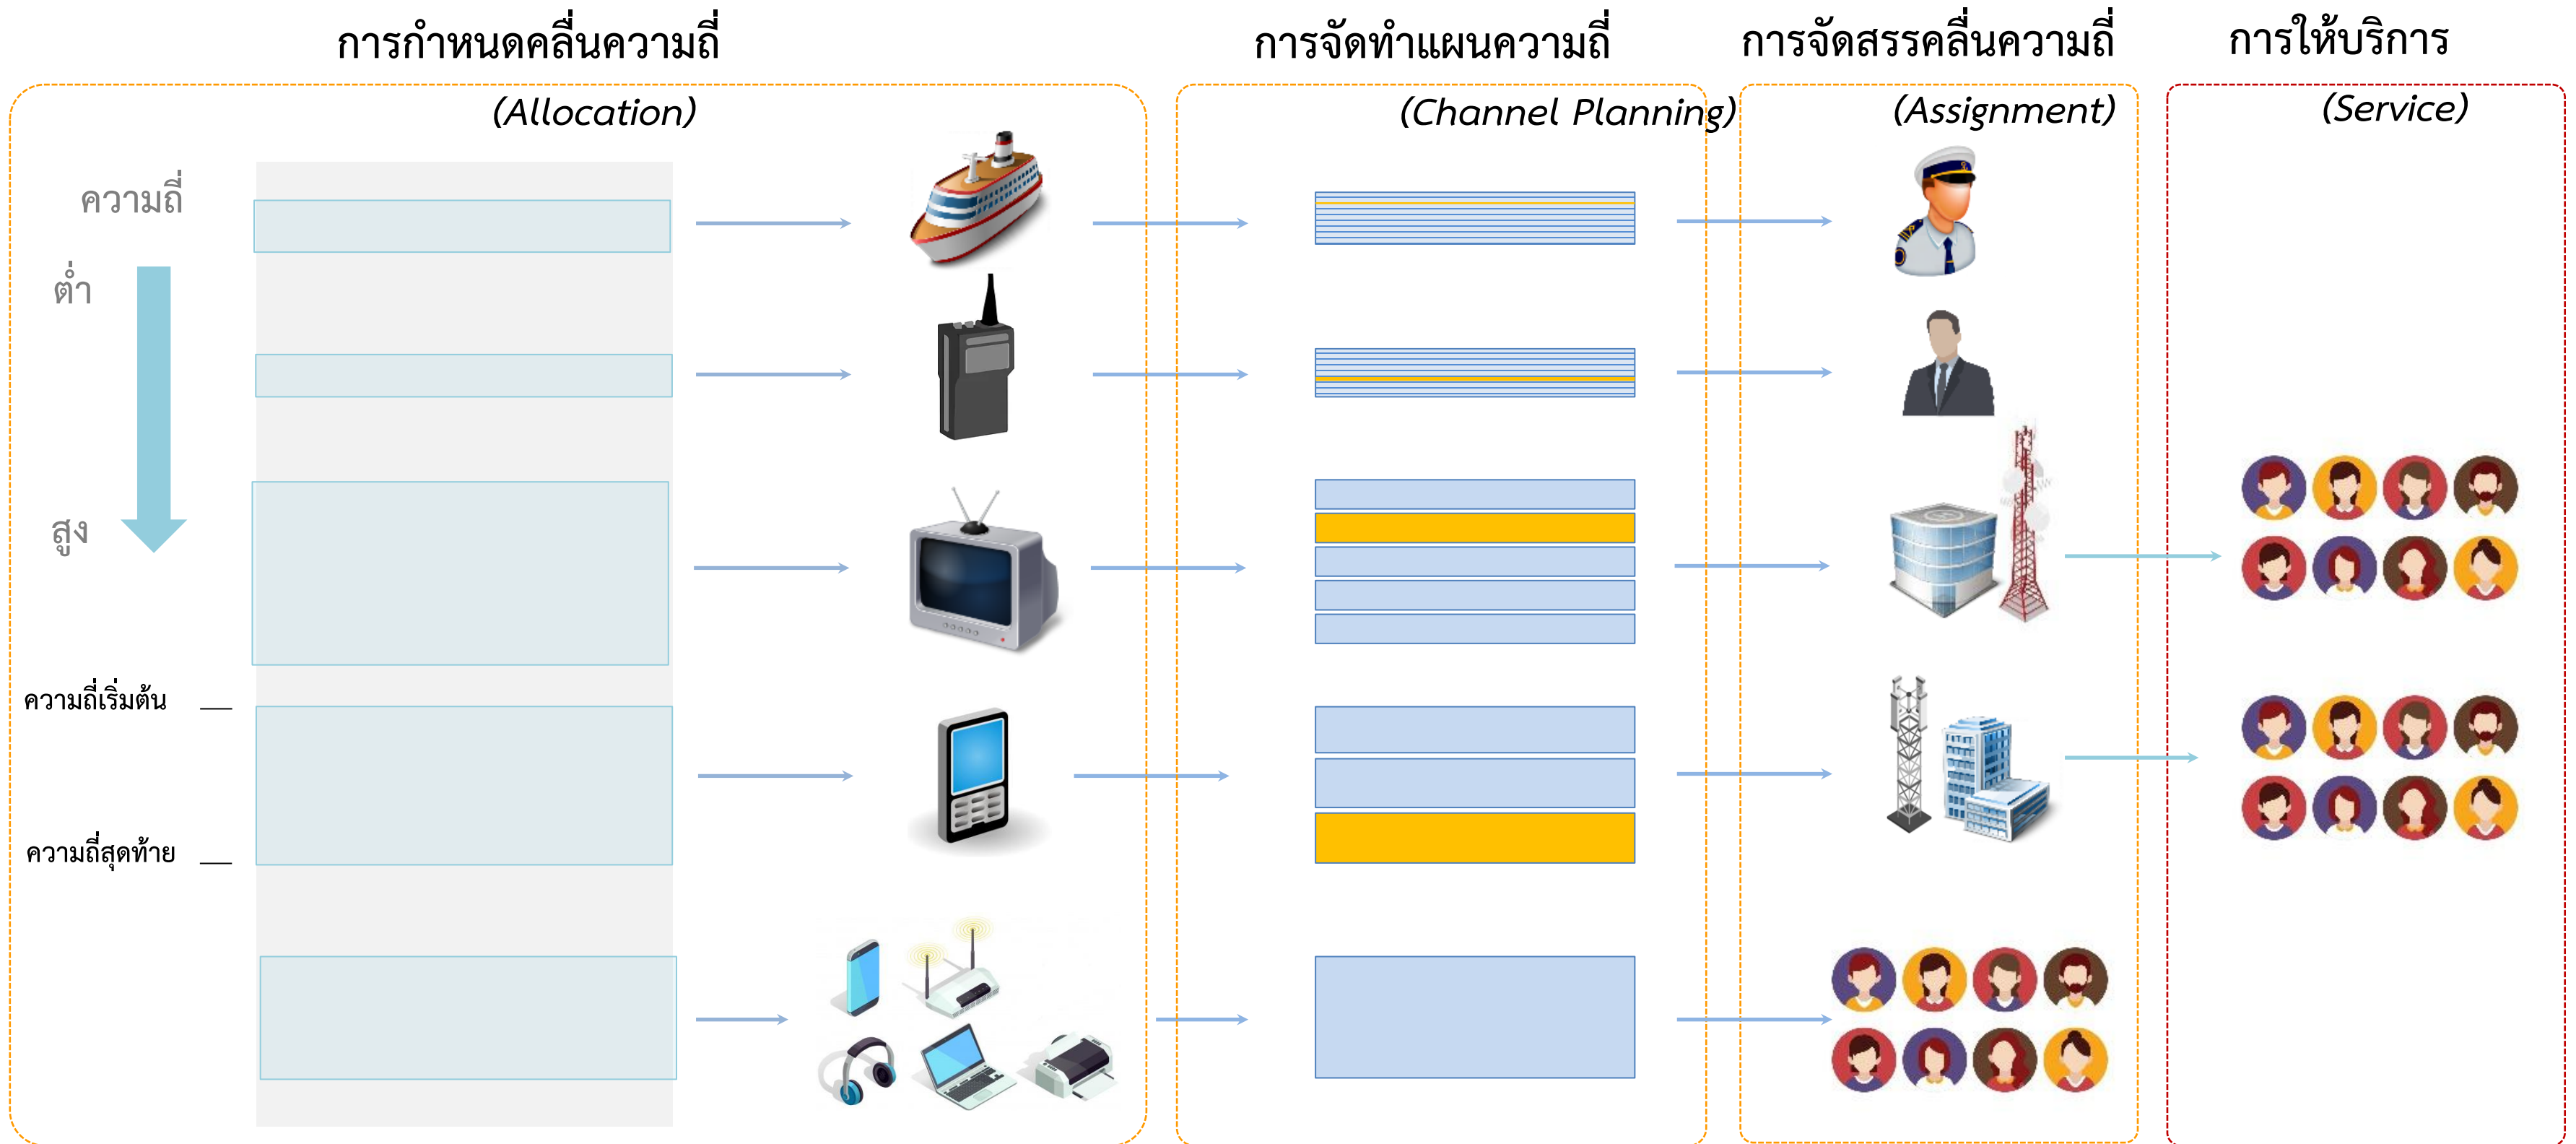 การกำหนดคลื่นความถี่
(Allocation)
การจัดทำแผนความถี่
(Channel Planning)
การจัดสรรคลื่นความถี่
(Assignment)
การให้บริการ
(Service)
ความถี่
ต่ำ
สูง
ความถี่เริ่มต้น
ความถี่สุดท้าย